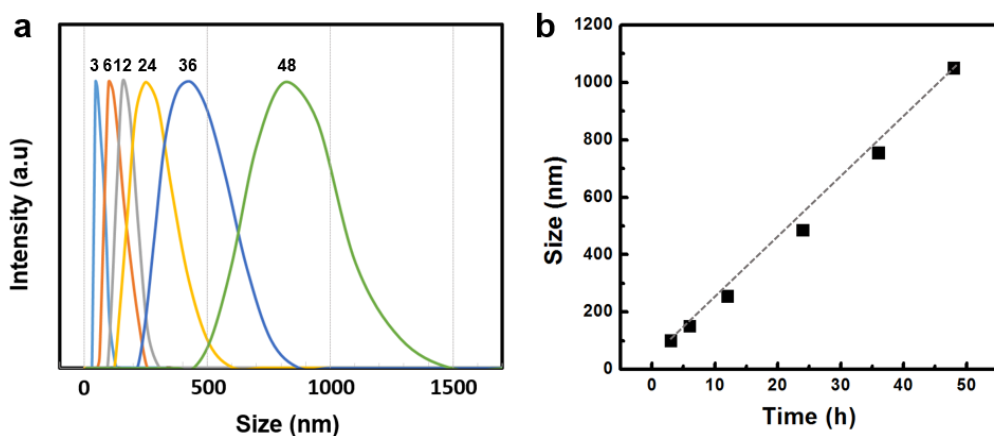 a
3 6 12 24 36 48
Intensity (a.u)
0 500 1000 1500
Size (nm)
b
1200
1000
800
600
400
200
0
Size (nm)
0 10 20 30 40 50
Time (h)